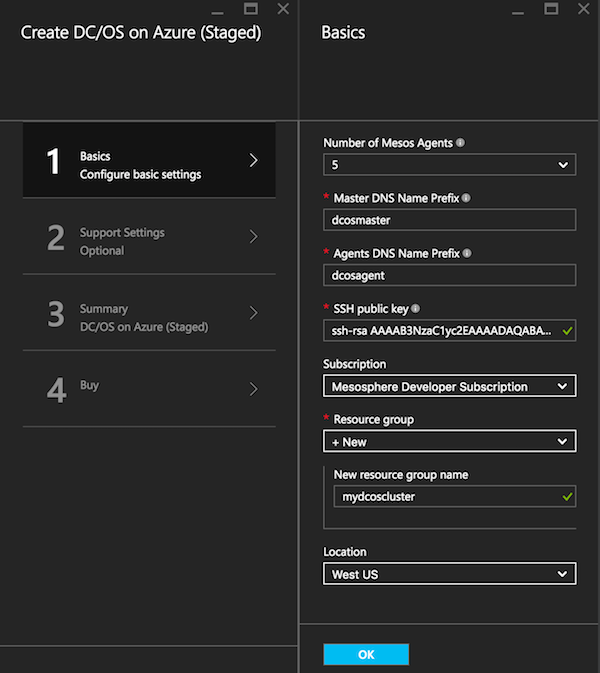 Create DC/OS on Azure (Staged)
1
Basics
Configure basic settings
2
Support Settings
Optional
3
Summary
DC/OS on Azure (Staged)
4
Buy
Basics
Number of Mesos Agents
5
* Master DNS Name Prefix
dcosmaster
* Agents DNS Name Prefix
dcosagent
* SSH public key
ssh-rsa AAAAB3NzaC1yc2EAAAADAQABA...
Subscription
Mesosphere Developer Subscription
* Resource group
+ New
New resource group name
mydcoscluster
Location
West US
OK